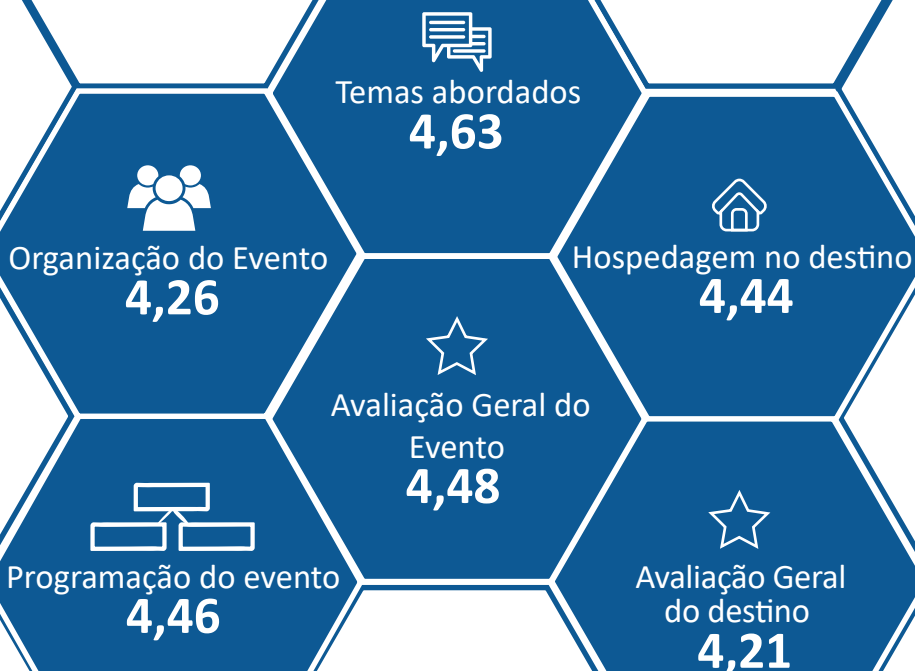 Temas abordados
4,63
Organização do Evento
4,26
Hospedagem no destino
4,44
Avaliação Geral do
Evento
4,48
Programação do evento
4,46
Avaliação Geral
do destino
4,21